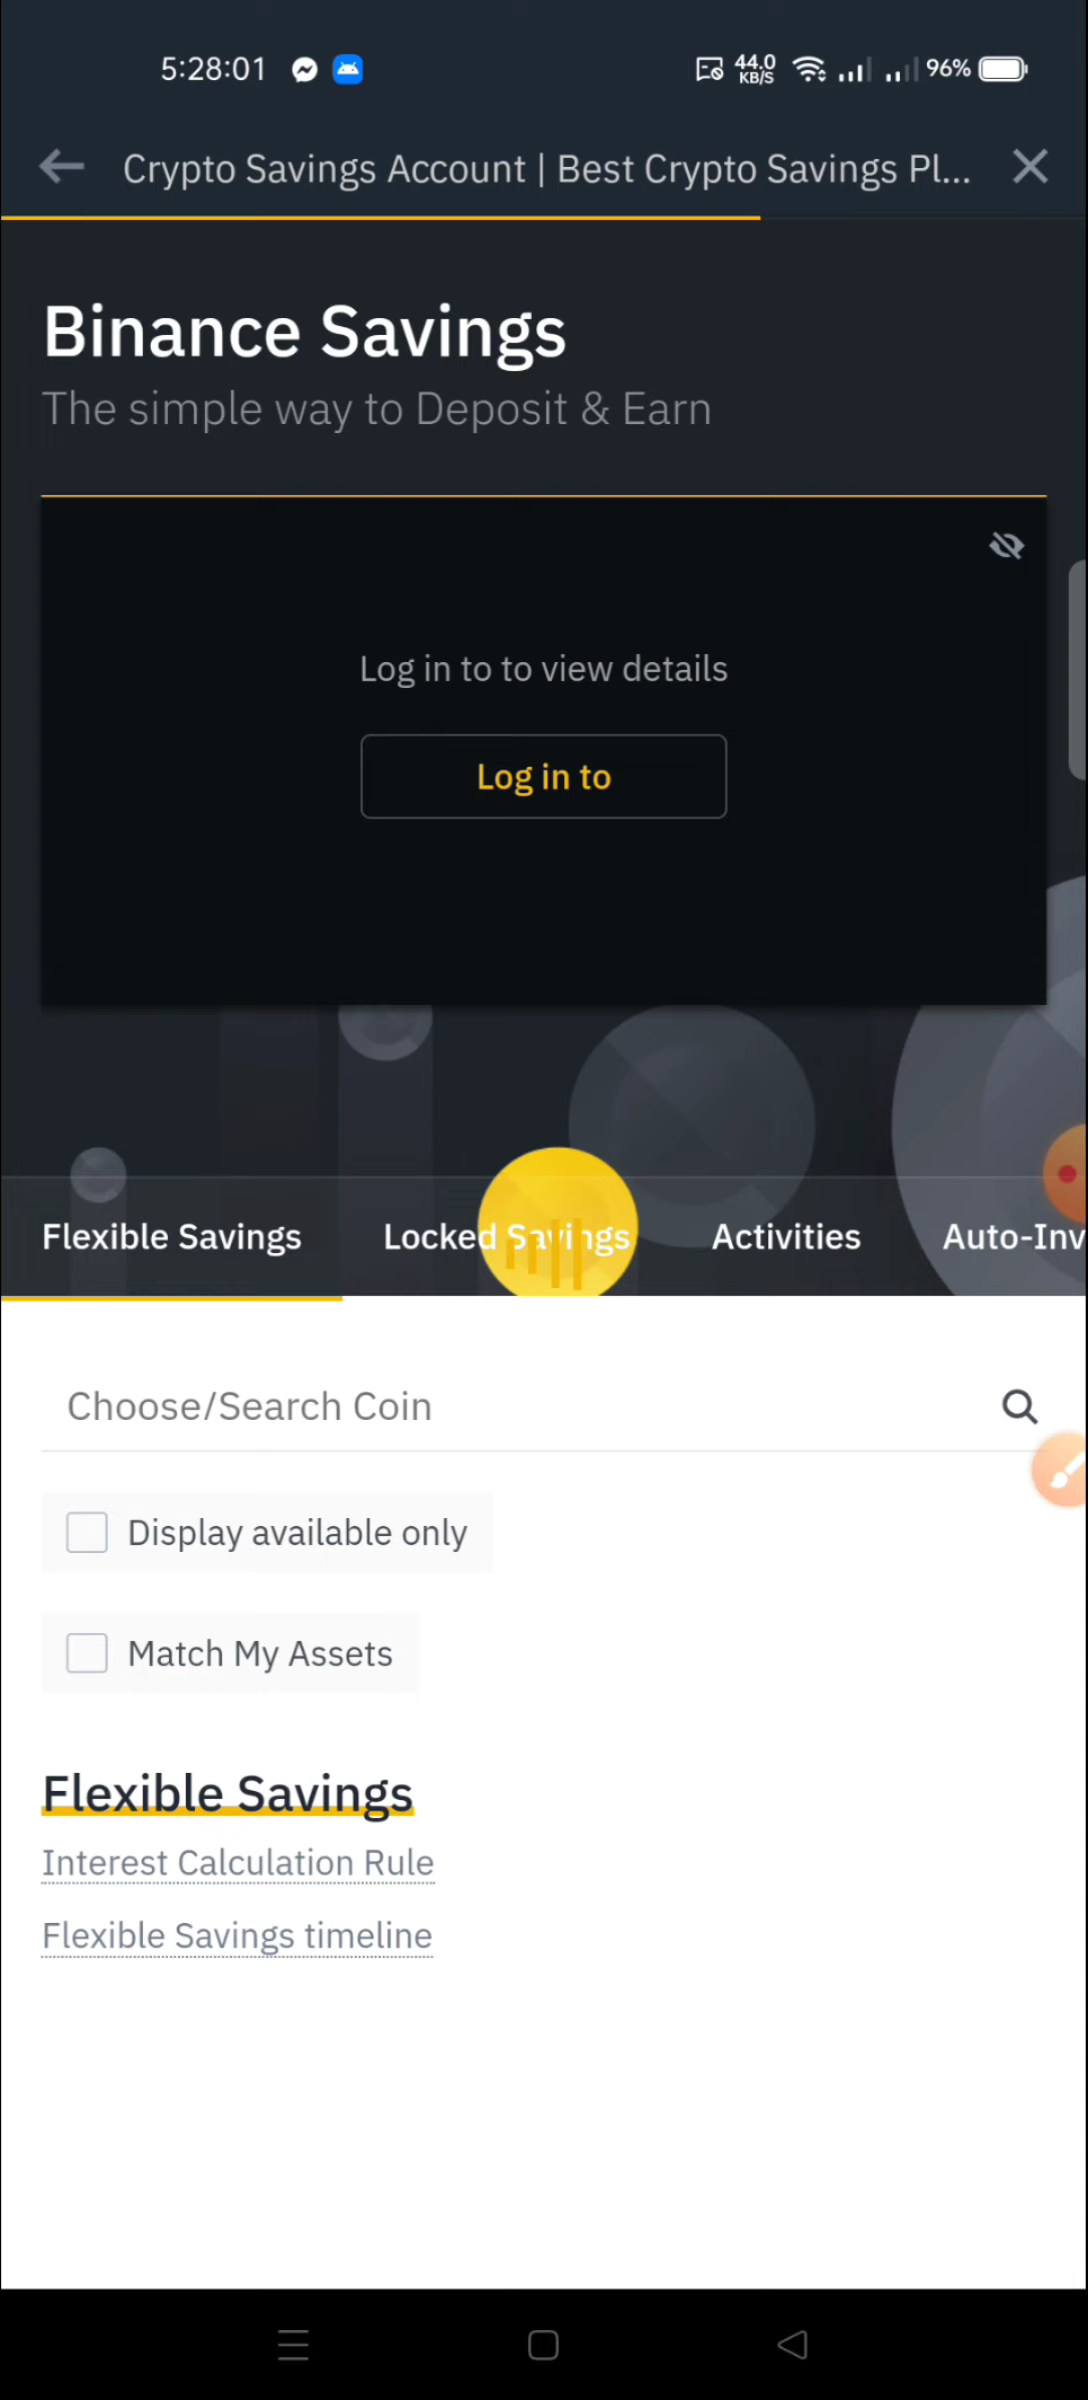 5:28:01 44.0 KB/S 96%
Crypto Savings Account | Best Crypto Savings Pl...
Binance Savings
The simple way to Deposit & Earn
Log in to to view details
Log in to
Flexible Savings Locked Savings Activities Auto-Inv
Choose/Search Coin
Display available only
Match My Assets
Flexible Savings
Interest Calculation Rule
Flexible Savings timeline